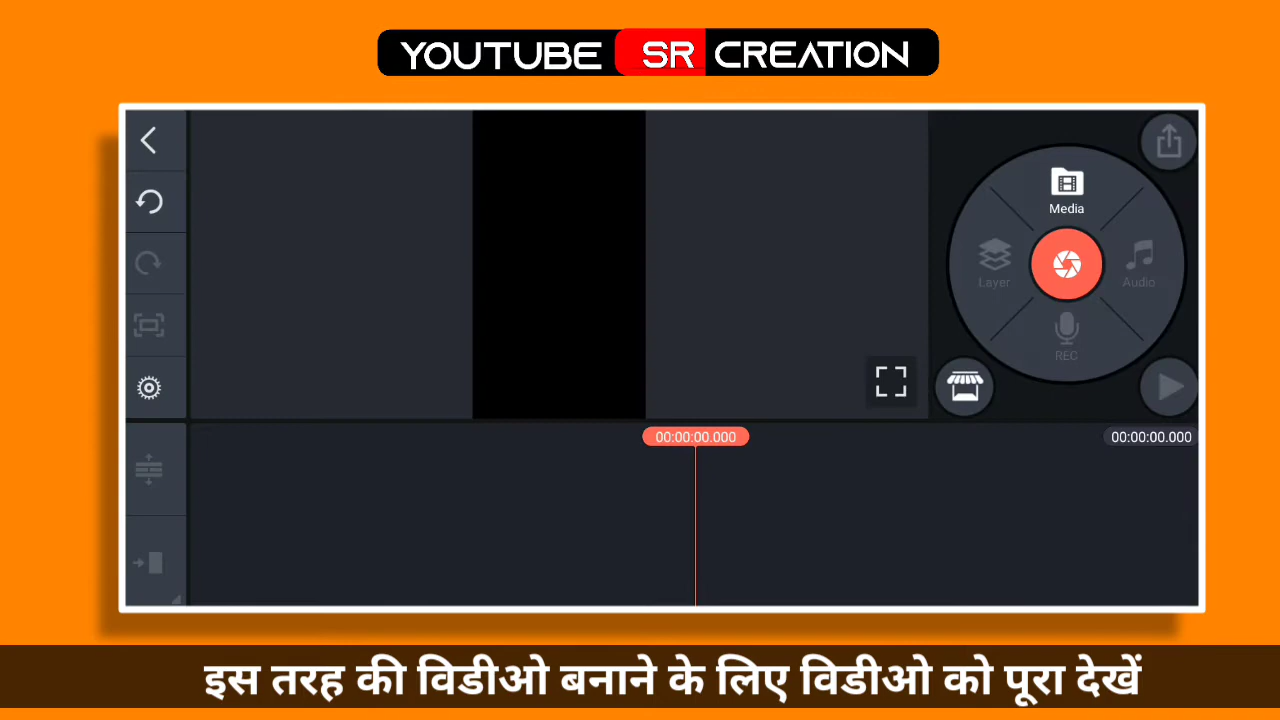 YOUTUBE SR CREATION
Media
Layer
Audio
REC
00:00:00.000
00:00:00.000
इस तरह की विडीओ बनाने के लिए विडीओ को पूरा देखें